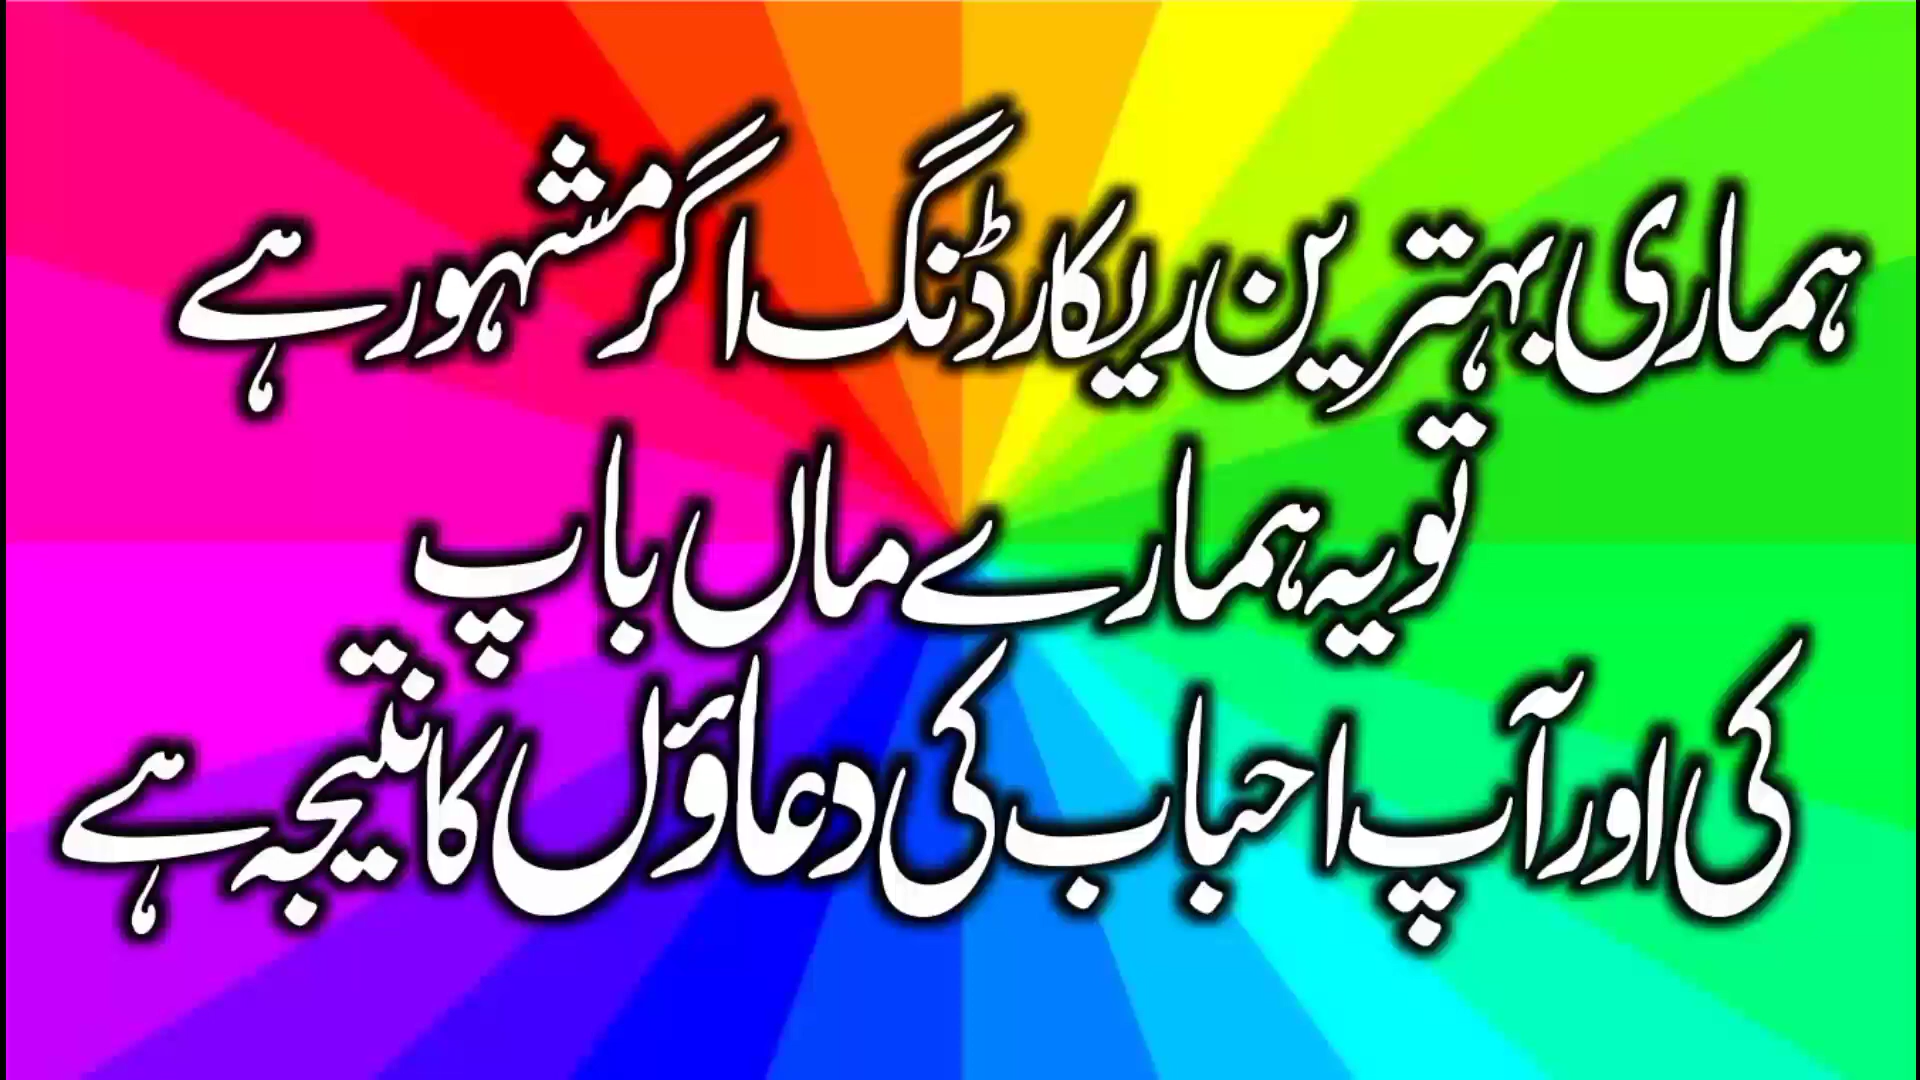 ہماری بہترین ریکارڈنگ اگر مشہور ہے
تو یہ ہمارے ماں باپ
کی اور آپ احباب کی دعاؤں کا نتیجہ ہے